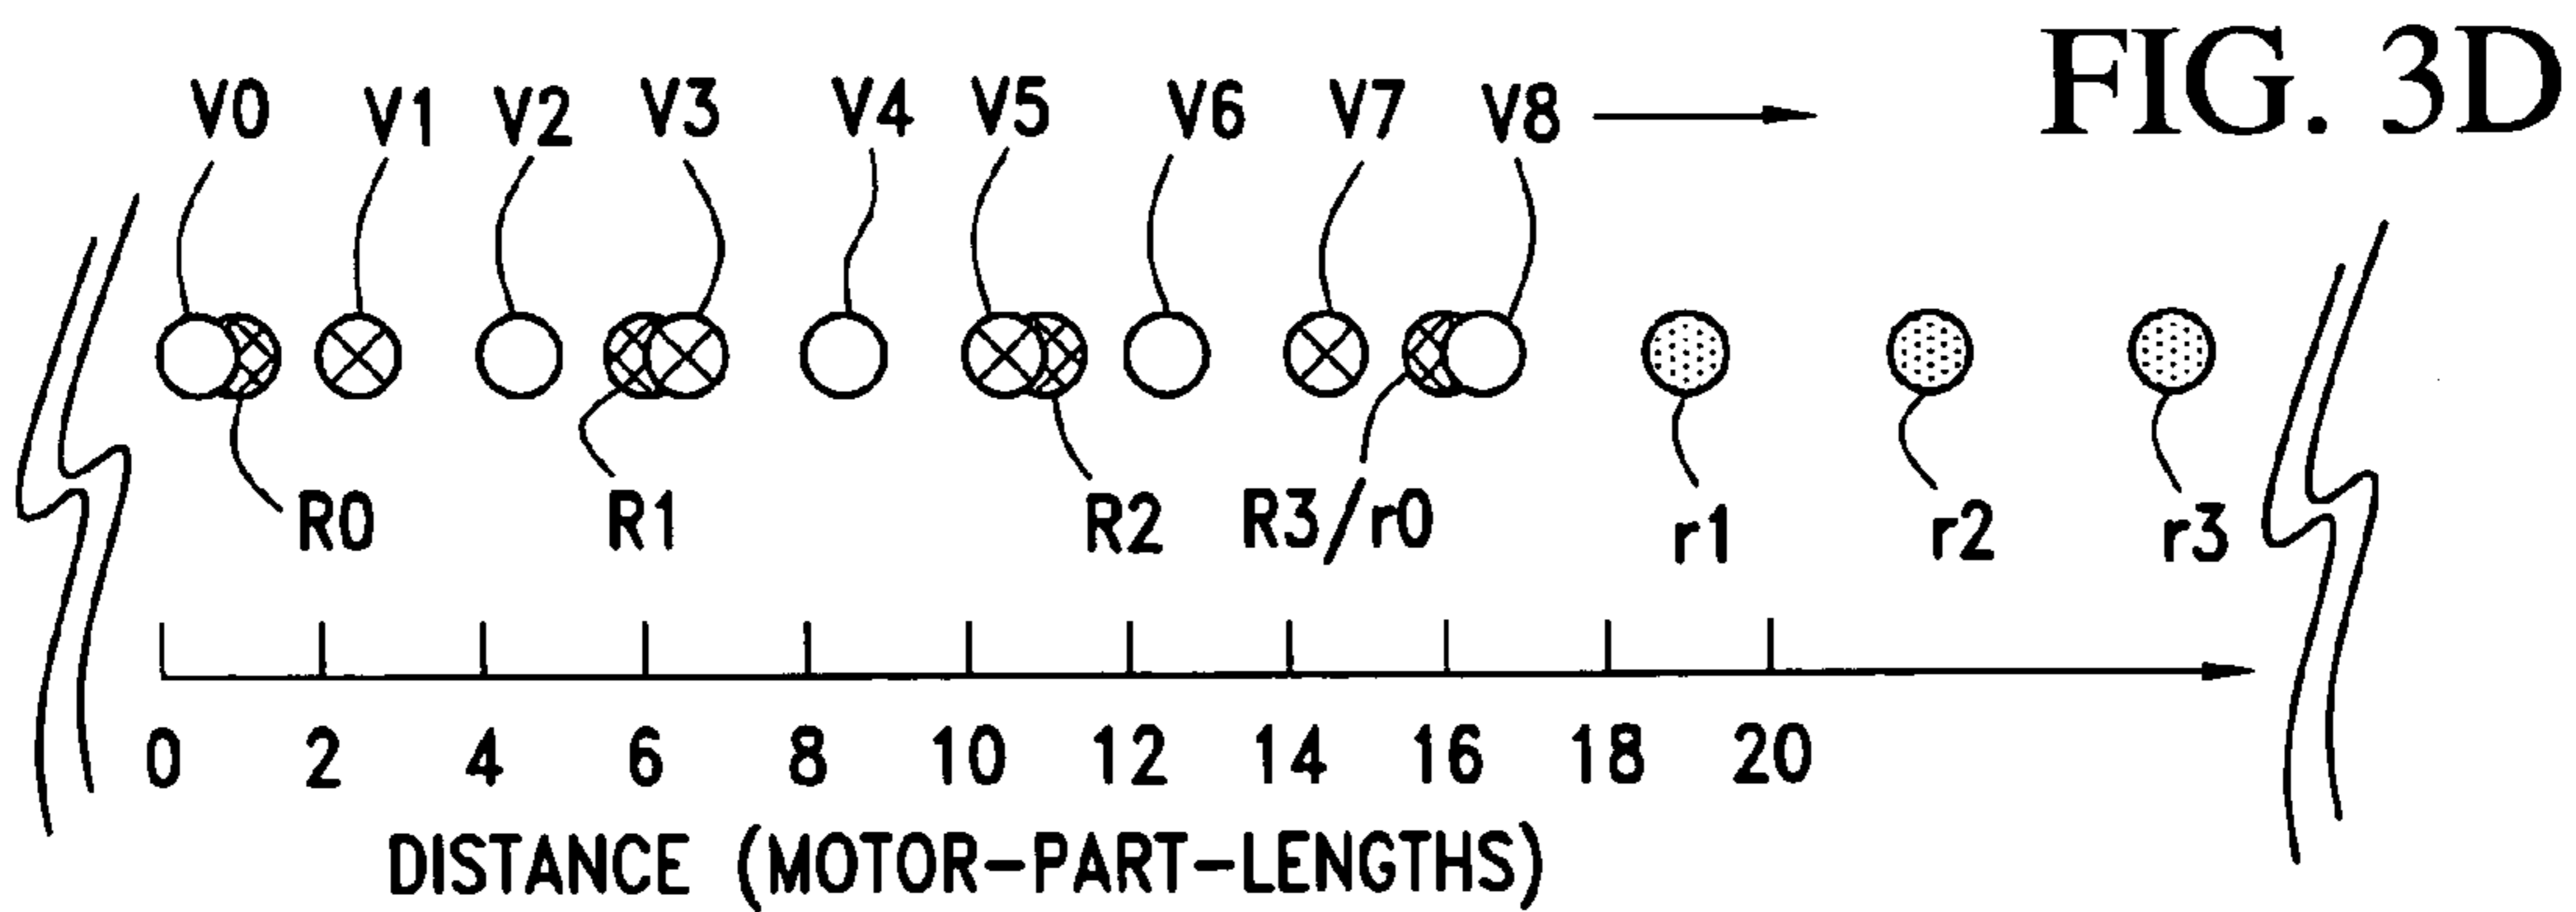 FIG. 3D
V0 V1 V2 V3 V4 V5 V6 V7 V8
R0 R1 R2 R3/r0 r1 r2 r3
0 2 4 6 8 10 12 14 16 18 20
DISTANCE (MOTOR-PART-LENGTHS)